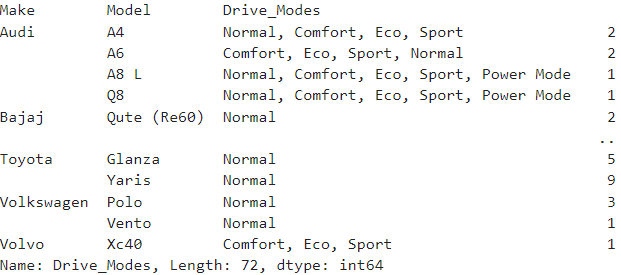 Make Model Drive_Modes
Audi A4 Normal, Comfort, Eco, Sport 2
A6 Comfort, Eco, Sport, Normal 2
A8 L Normal, Comfort, Eco, Sport, Power Mode 1
Q8 Normal, Comfort, Eco, Sport, Power Mode 1
Bajaj Qute (Re60) Normal 2
..
Toyota Glanza Normal 5
Yaris Normal 9
Volkswagen Polo Normal 3
Vento Normal 1
Volvo Xc40 Comfort, Eco, Sport 1
Name: Drive_Modes, Length: 72, dtype: int64